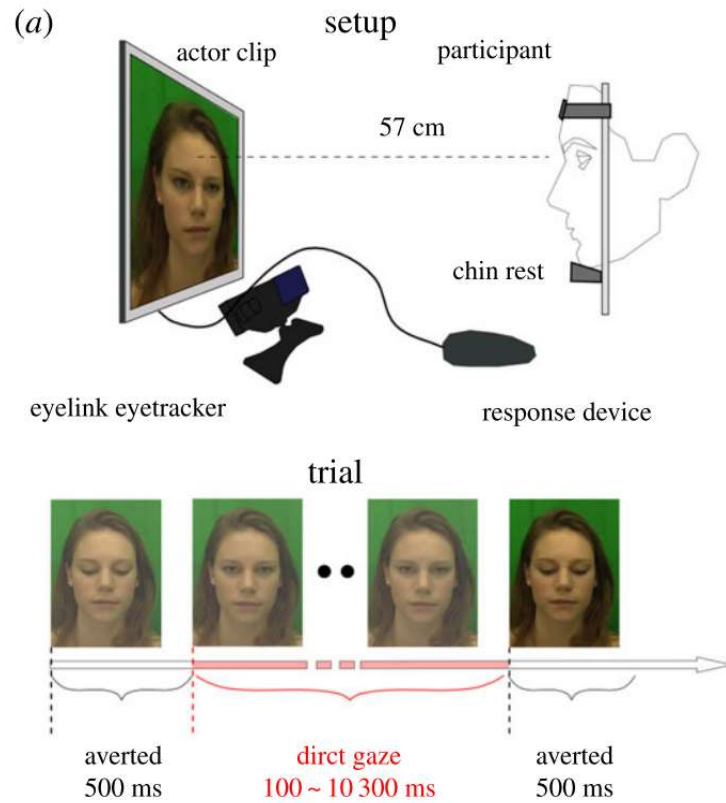 (a)
setup
actor clip
participant
57 cm
chin rest
eyelink eyetracker
response device
trial
averted
500 ms
dirct gaze
100 ~ 10 300 ms
averted
500 ms